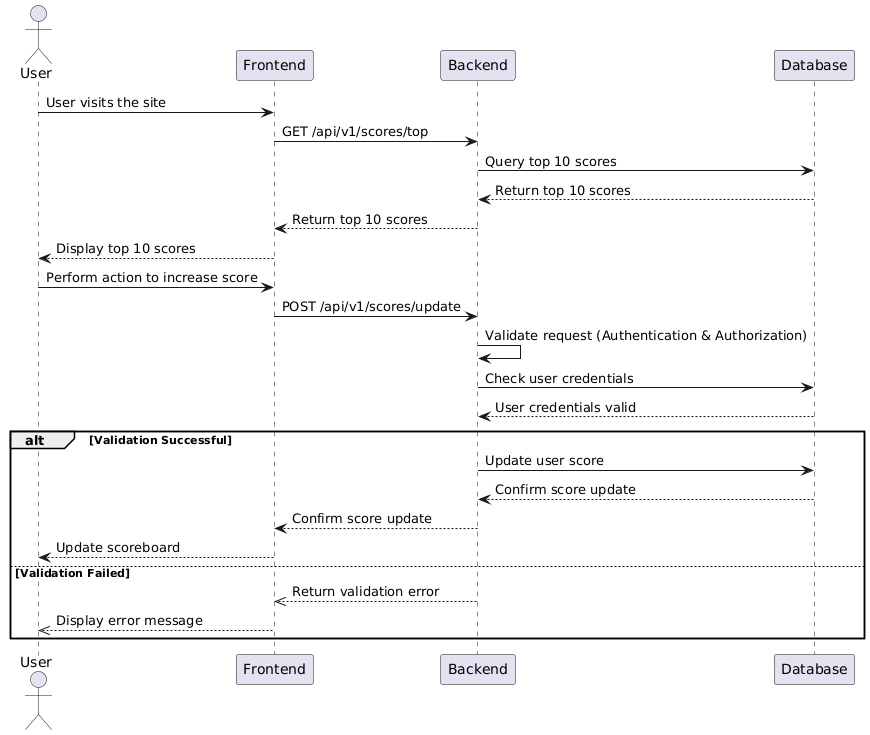 User
Frontend
Backend
Database
User visits the site
GET /api/v1/scores/top
Query top 10 scores
Return top 10 scores
Return top 10 scores
Display top 10 scores
Perform action to increase score
POST /api/v1/scores/update
Validate request (Authentication & Authorization)
Check user credentials
User credentials valid
alt [Validation Successful]
Update user score
Confirm score update
Confirm score update
Update scoreboard
[Validation Failed]
Return validation error
Display error message
User
Frontend
Backend
Database